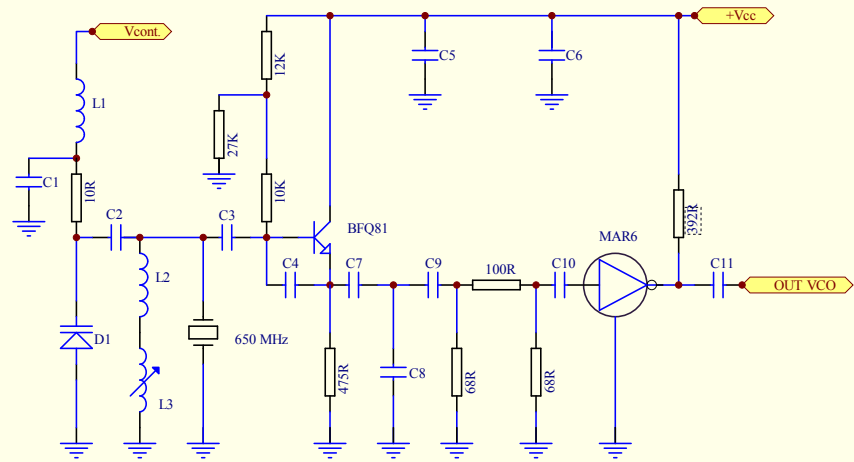 Vcont.
+Vcc
12K
C5
C6
L1
27K
C1
10R
10K
392R
C2
C3
BFQ81
MAR6
C4
C7
C9
100R
C10
C11
L2
OUT VCO
D1
650 MHz
475R
C8
68R
68R
L3